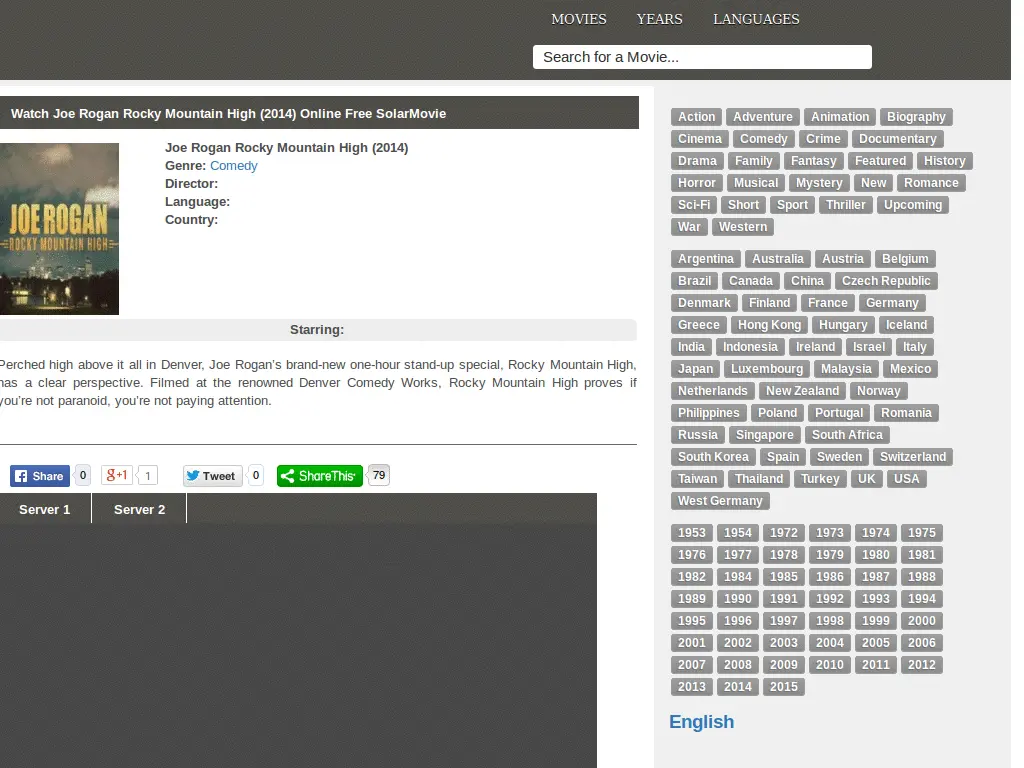 MOVIES YEARS LANGUAGES
Search for a Movie...
Watch Joe Rogan Rocky Mountain High (2014) Online Free SolarMovie
JOE ROGAN
ROCKY MOUNTAIN HIGH
Joe Rogan Rocky Mountain High (2014)
Genre: Comedy
Director:
Language:
Country:
Starring:
Perched high above it all in Denver, Joe Rogan’s brand-new one-hour stand-up special, Rocky Mountain High,
has a clear perspective. Filmed at the renowned Denver Comedy Works, Rocky Mountain High proves if
you’re not paranoid, you’re not paying attention.
Share 0 g+1 1 Tweet 0 ShareThis 79
Server 1 Server 2
Action Adventure Animation Biography
Cinema Comedy Crime Documentary
Drama Family Fantasy Featured History
Horror Musical Mystery New Romance
Sci-Fi Short Sport Thriller Upcoming
War Western
Argentina Australia Austria Belgium
Brazil Canada China Czech Republic
Denmark Finland France Germany
Greece Hong Kong Hungary Iceland
India Indonesia Ireland Israel Italy
Japan Luxembourg Malaysia Mexico
Netherlands New Zealand Norway
Philippines Poland Portugal Romania
Russia Singapore South Africa
South Korea Spain Sweden Switzerland
Taiwan Thailand Turkey UK USA
West Germany
1953 1954 1972 1973 1974 1975
1976 1977 1978 1979 1980 1981
1982 1984 1985 1986 1987 1988
1989 1990 1991 1992 1993 1994
1995 1996 1997 1998 1999 2000
2001 2002 2003 2004 2005 2006
2007 2008 2009 2010 2011 2012
2013 2014 2015
English